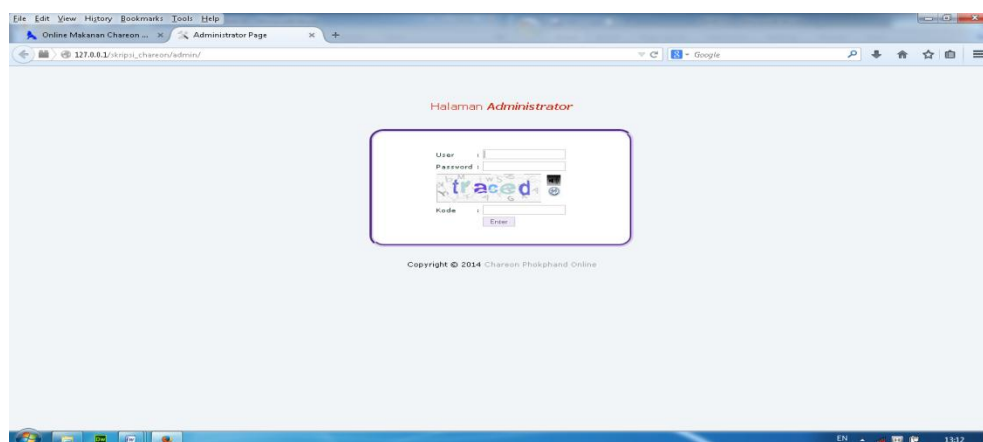 File Edit View History Bookmarks Tools Help
Online Makanan Chareon ... × Administrator Page × +
127.0.0.1/skripsi_chareon/admin/ Google
Halaman Administrator
User :
Password :
traced
Kode :
Enter
Copyright © 2014 Chareon Phokphand Online
EN 13:12